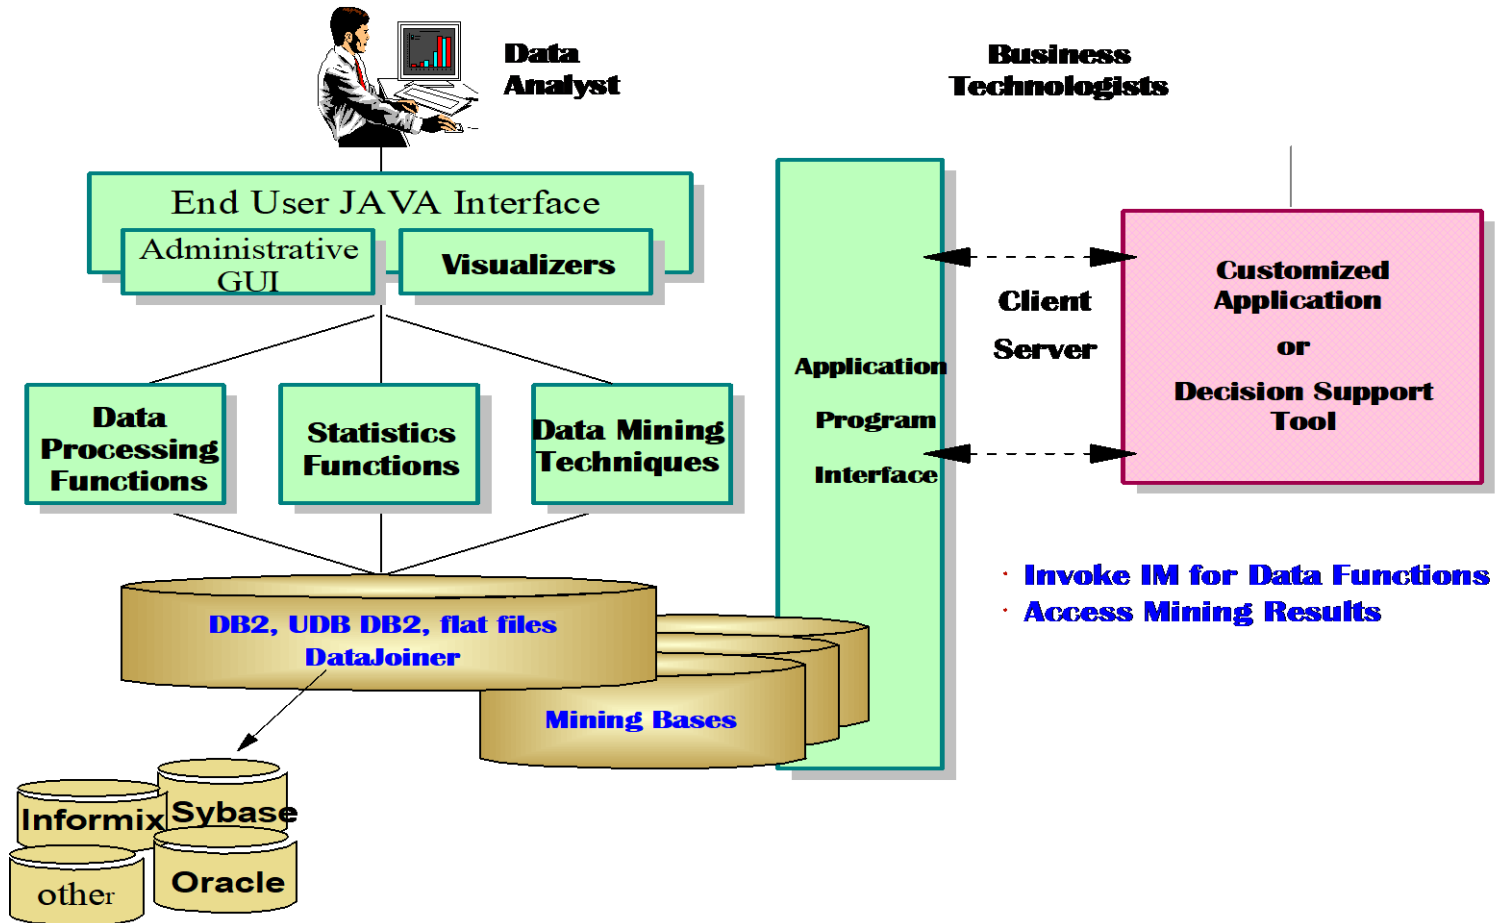 Data
Analyst
Business
Technologists
End User JAVA Interface
Administrative
GUI
Visualizers
Data
Processing
Functions
Statistics
Functions
Data Mining
Techniques
Application
Program
Interface
Client
Server
Customized
Application
or
Decision Support
Tool
· Invoke IM for Data Functions
· Access Mining Results
DB2, UDB DB2, flat files
DataJoiner
Mining Bases
Informix
Sybase
other
Oracle